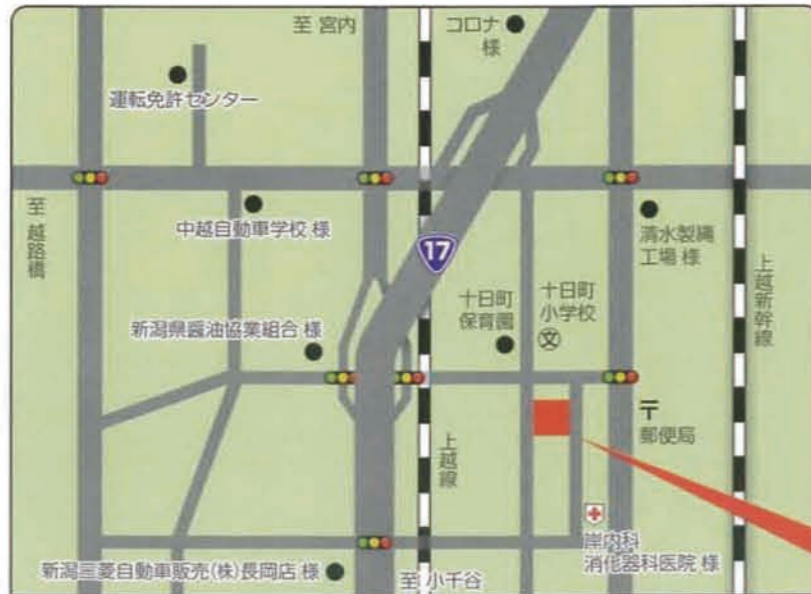 至 宮内
コロナ
様
運転免許センター
至 越路橋
中越自動車学校 様
清水製縄
工場 様
17
上越新幹線
十日町
保育園
十日町
小学校
文
新潟県醤油協業組合 様
〒
郵便局
上越線
岸内科
消化器科医院 様
新潟三菱自動車販売(株)長岡店 様
至 小千谷